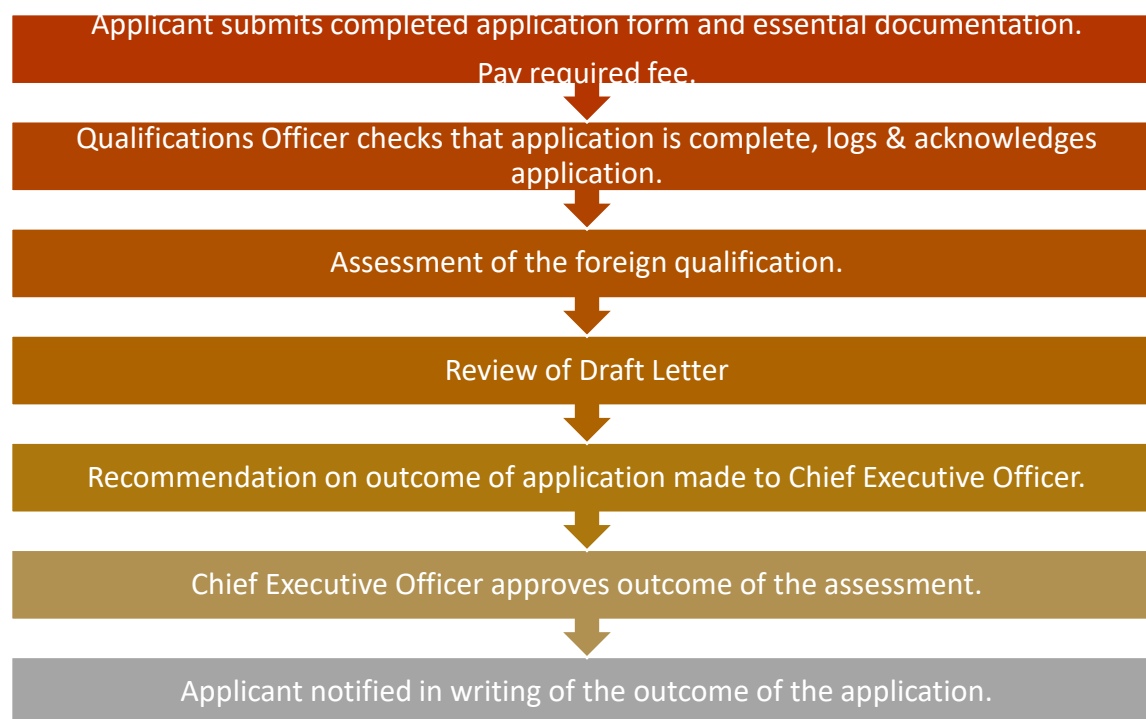 Applicant submits completed application form and essential documentation.
Pay required fee.
Qualifications Officer checks that application is complete, logs & acknowledges
application.
Assessment of the foreign qualification.
Review of Draft Letter
Recommendation on outcome of application made to Chief Executive Officer.
Chief Executive Officer approves outcome of the assessment.
Applicant notified in writing of the outcome of the application.